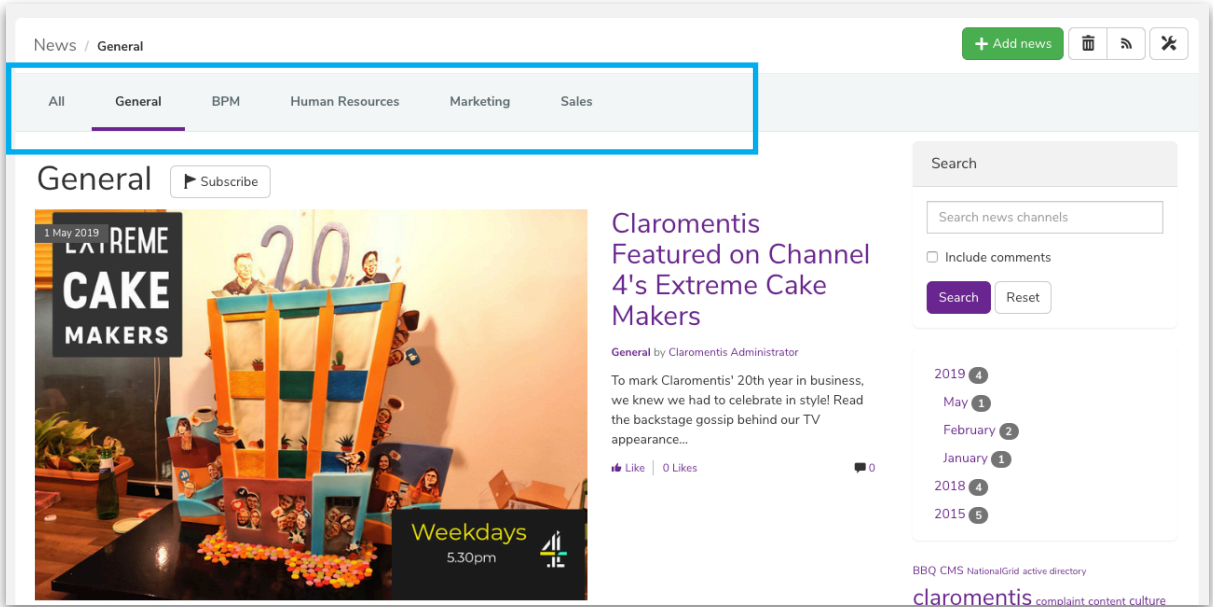 News / General
+ Add news
All General BPM Human Resources Marketing Sales
General
Subscribe
1 May 2019
EXTREME
CAKE
MAKERS
20
Weekdays
5.30pm
4
Claromentis
Featured on Channel
4's Extreme Cake
Makers
General by Claromentis Administrator
To mark Claromentis' 20th year in business,
we knew we had to celebrate in style! Read
the backstage gossip behind our TV
appearance...
Like | 0 Likes
0
Search
Search news channels
Include comments
Search Reset
2019 4
May 1
February 2
January 1
2018 4
2015 5
BBQ CMS NationalGrid active directory
claromentis complaint content culture